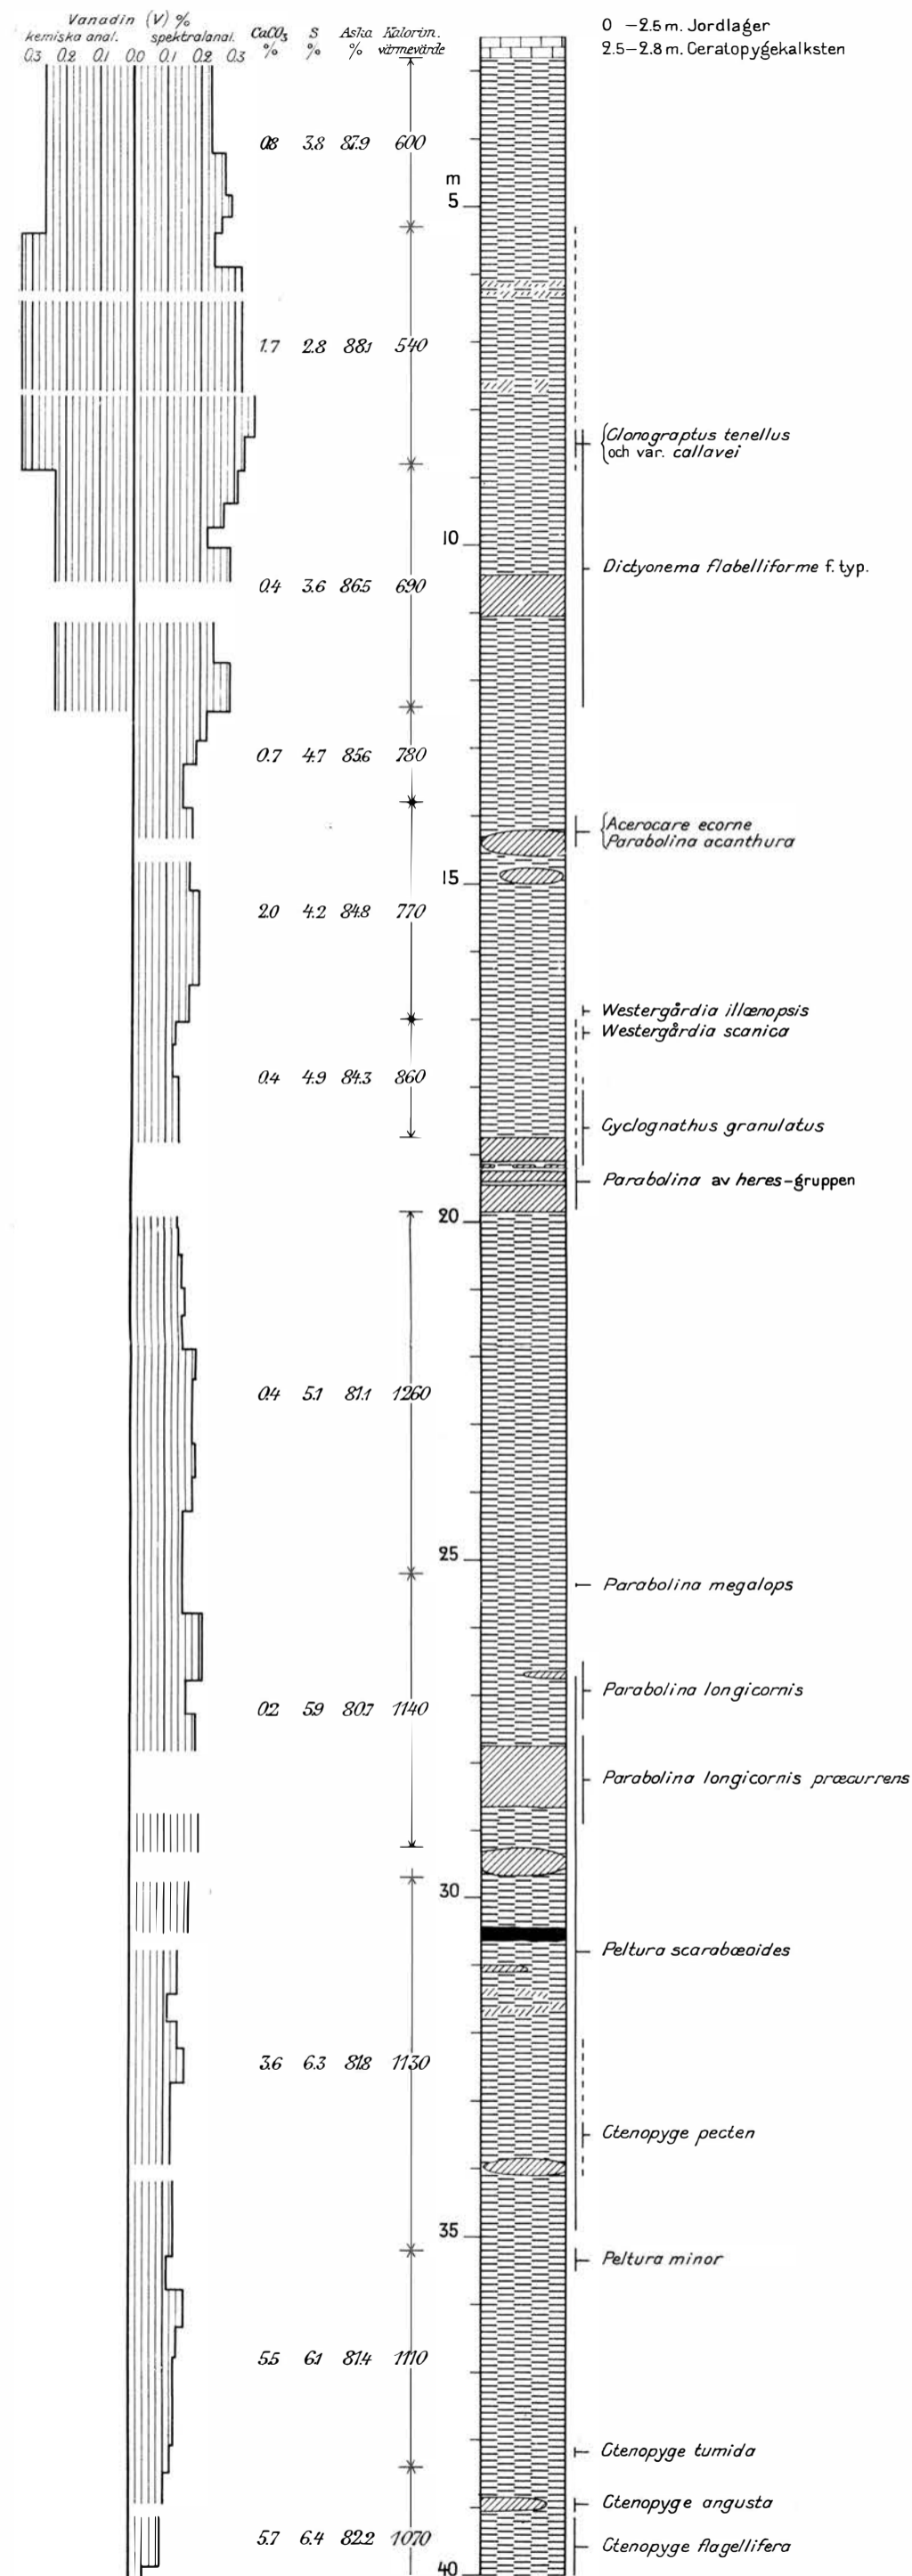 Vanadin (V) %
kemiska anal. spektralanal.
0.3 0.2 0.1 0.0 0.1 0.2 0.3
CaCO₃ S Aska Kalorim.
% % % värmevärde
0 –2.5 m. Jordlager
2.5–2.8 m. Ceratopygekalksten
0.8 3.8 87.9 600
m
5
1.7 2.8 88.1 540
Clonograptus tenellus
och var. callavei
10
Dictyonema flabelliforme f. typ.
0.4 3.6 86.5 690
0.7 4.7 85.6 780
Acerocare ecorne
Parabolina acanthura
15
2.0 4.2 84.8 770
Westergårdia illænopsis
Westergårdia scanica
0.4 4.9 84.3 860
Cyclognathus granulatus
Parabolina av heres-gruppen
20
0.4 5.1 81.1 1260
25
Parabolina megalops
Parabolina longicornis
0.2 5.9 80.7 1140
Parabolina longicornis præcurrens
30
Peltura scarabæoides
3.6 6.3 81.8 1130
Ctenopyge pecten
35
Peltura minor
5.5 6.1 81.4 1110
Ctenopyge tumida
Ctenopyge angusta
5.7 6.4 82.2 1070
Ctenopyge flagellifera
40